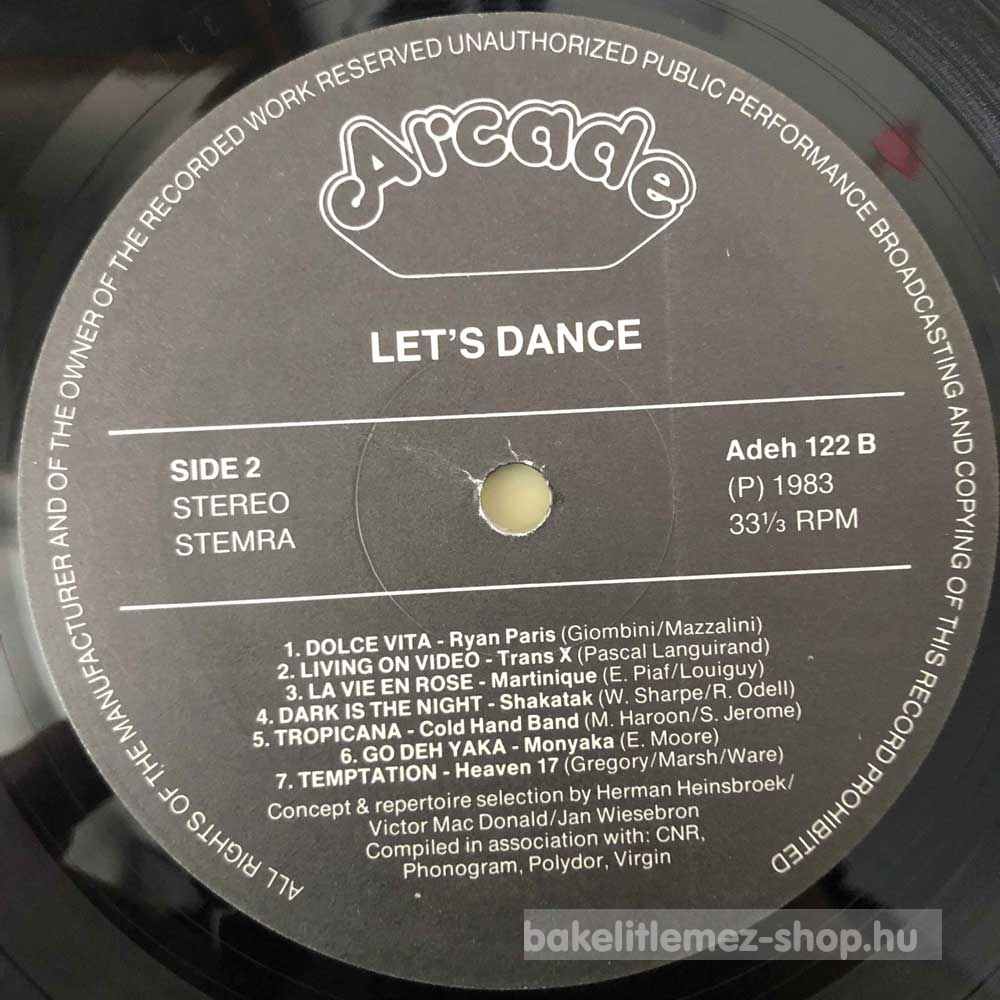 ALL RIGHTS OF THE MANUFACTURER AND OF THE OWNER OF THE RECORDED WORK RESERVED UNAUTHORIZED PUBLIC PERFORMANCE BROADCASTING AND COPYING OF THIS RECORD PROHIBITED
Arcade
LET'S DANCE
SIDE 2
STEREO
STEMRA
Adeh 122 B
(P) 1983
33⅓ RPM
1. DOLCE VITA - Ryan Paris (Giombini/Mazzalini)
2. LIVING ON VIDEO - Trans X (Pascal Languirand)
3. LA VIE EN ROSE - Martinique (E. Piaf/Louiguy)
4. DARK IS THE NIGHT - Shakatak (W. Sharpe/R. Odell)
5. TROPICANA - Cold Hand Band (M. Haroon/S. Jerome)
6. GO DEH YAKA - Monyaka (E. Moore)
7. TEMPTATION - Heaven 17 (Gregory/Marsh/Ware)
Concept & repertoire selection by Herman Heinsbroek/
Victor Mac Donald/Jan Wiesebron
Compiled in association with: CNR,
Phonogram, Polydor, Virgin
bakelitlemez-shop.hu